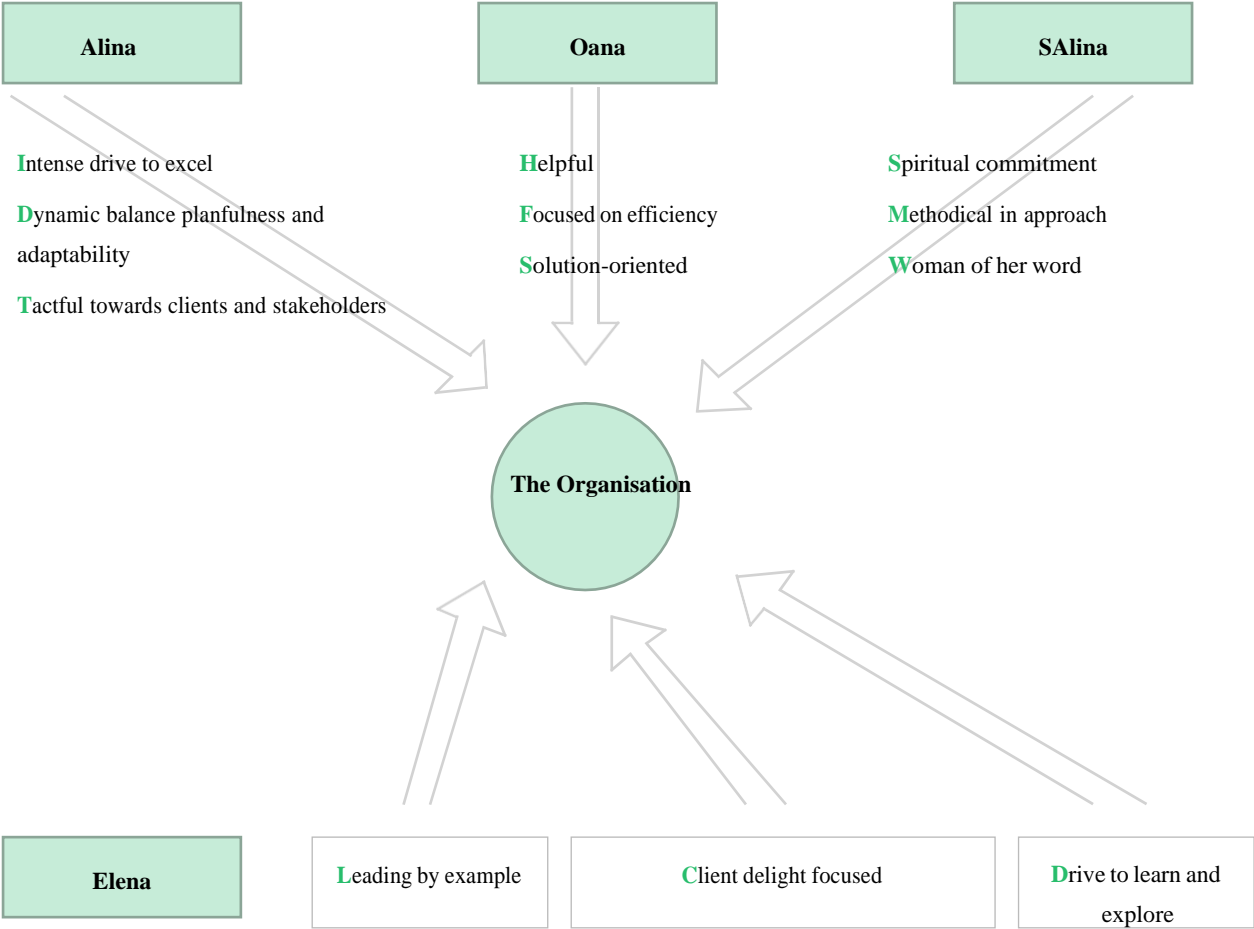 Alina
Oana
SAlina
Intense drive to excel
Dynamic balance planfulness and
adaptability
Tactful towards clients and stakeholders
Helpful
Focused on efficiency
Solution-oriented
Spiritual commitment
Methodical in approach
Woman of her word
The Organisation
Elena
Leading by example
Client delight focused
Drive to learn and
explore